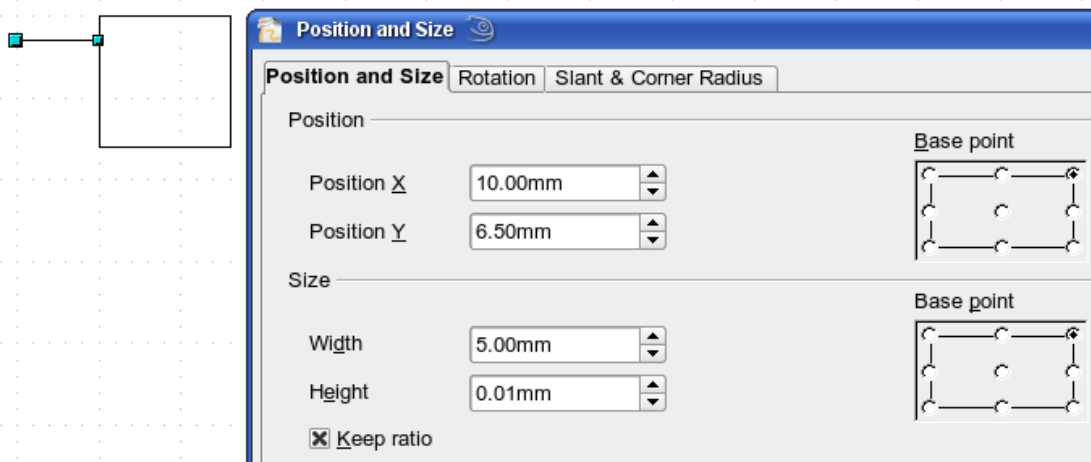 Position and Size
Position and Size Rotation Slant & Corner Radius
Position
Base point
Position X 10.00mm
Position Y 6.50mm
Size
Base point
Width 5.00mm
Height 0.01mm
Keep ratio